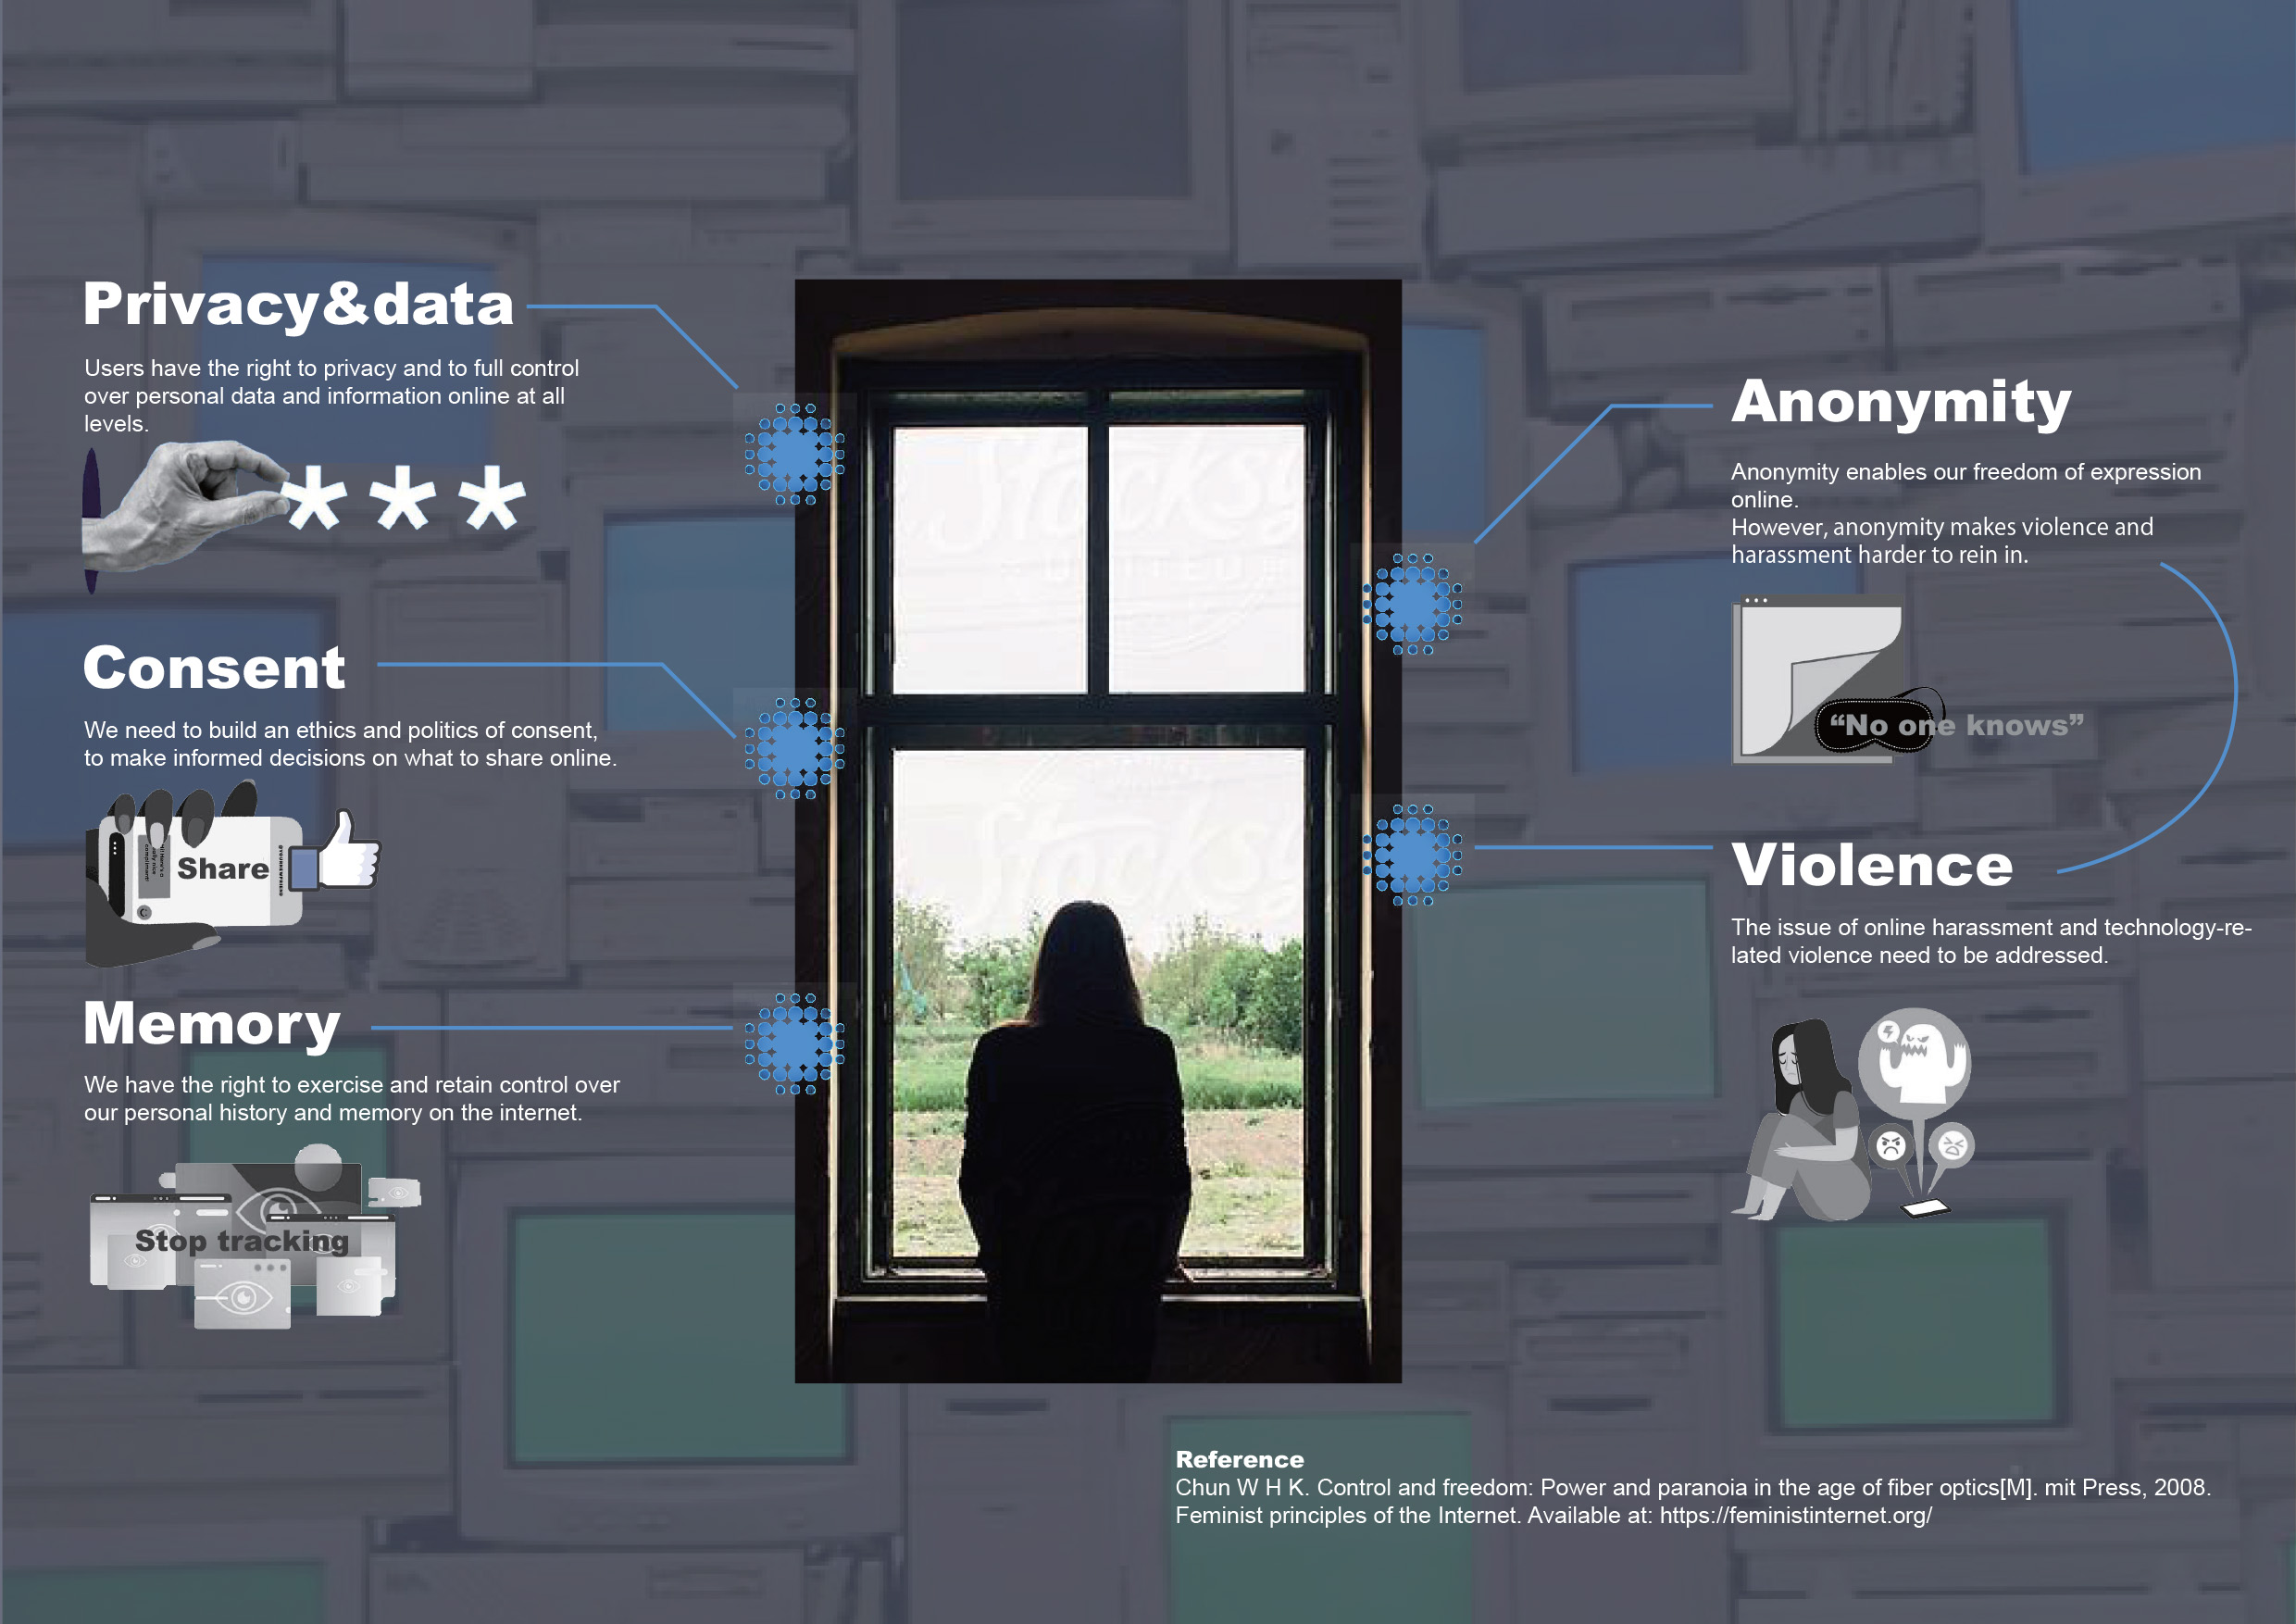 Privacy&data
Users have the right to privacy and to full control
over personal data and information online at all
levels.
***
Consent
We need to build an ethics and politics of consent,
to make informed decisions on what to share online.
Share
Memory
We have the right to exercise and retain control over
our personal history and memory on the internet.
Stop tracking
Stocksy
UNITED
Stocksy
Anonymity
Anonymity enables our freedom of expression
online.
However, anonymity makes violence and
harassment harder to rein in.
“No one knows”
Violence
The issue of online harassment and technology-re-
lated violence need to be addressed.
Reference
Chun W H K. Control and freedom: Power and paranoia in the age of fiber optics[M]. mit Press, 2008.
Feminist principles of the Internet. Available at: https://feministinternet.org/